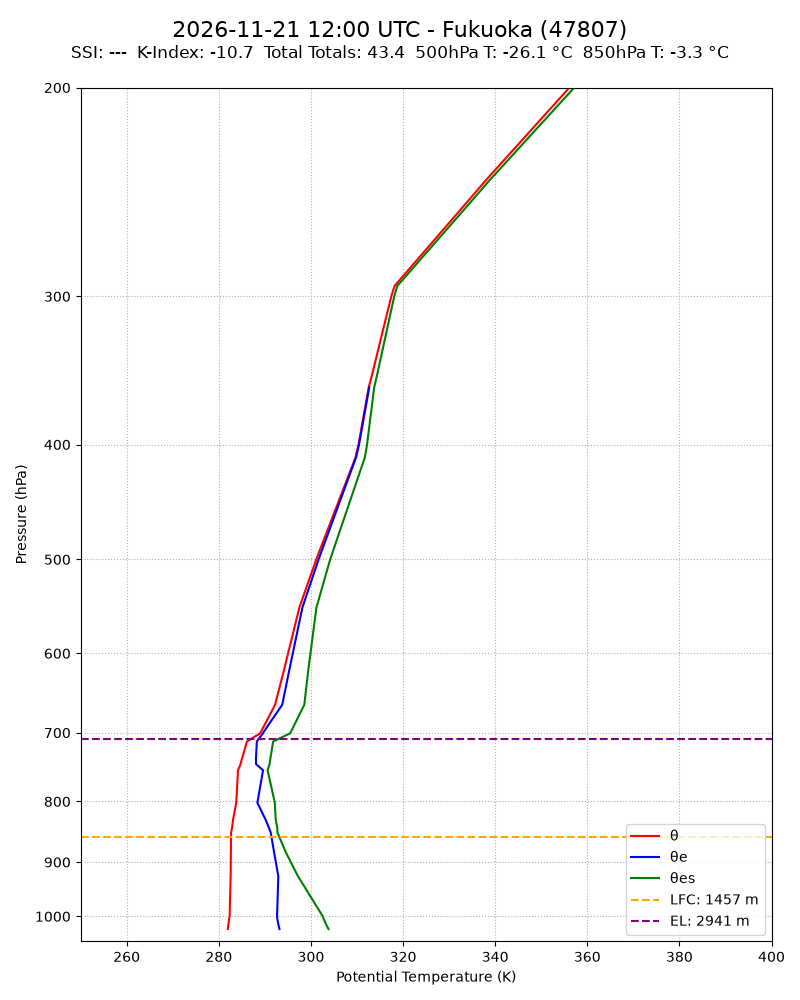 2026-11-21 12:00 UTC - Fukuoka (47807)
SSI: ---  K-Index: -10.7  Total Totals: 43.4  500hPa T: -26.1 °C  850hPa T: -3.3 °C
200
300
400
500
600
700
800
900
1000
Pressure (hPa)
θ
θe
θes
LFC: 1457 m
EL: 2941 m
260
280
300
320
340
360
380
400
Potential Temperature (K)